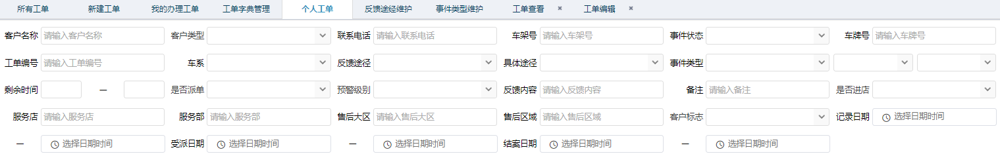 所有工单 新建工单 我的办理工单 工单字典管理 个人工单 反馈途经维护 事件类型维护 工单查看 × 工单编辑 ×
客户名称 请输入客户名称 客户类型 联系电话 请输入联系电话 车架号 请输入车架号 事件状态 车牌号 请输入车牌号
工单编号 请输入工单编号 车系 反馈途径 具体途径 事件类型
剩余时间 — 是否派单 预警级别 反馈内容 请输入反馈内容 备注 请输入备注 是否进店
服务店 请输入服务店 服务部 请输入服务部 售后大区 请输入售后大区 售后区域 请输入售后区域 客户标志 记录日期 选择日期时间
— 选择日期时间 受派日期 选择日期时间 — 选择日期时间 结案日期 选择日期时间 — 选择日期时间